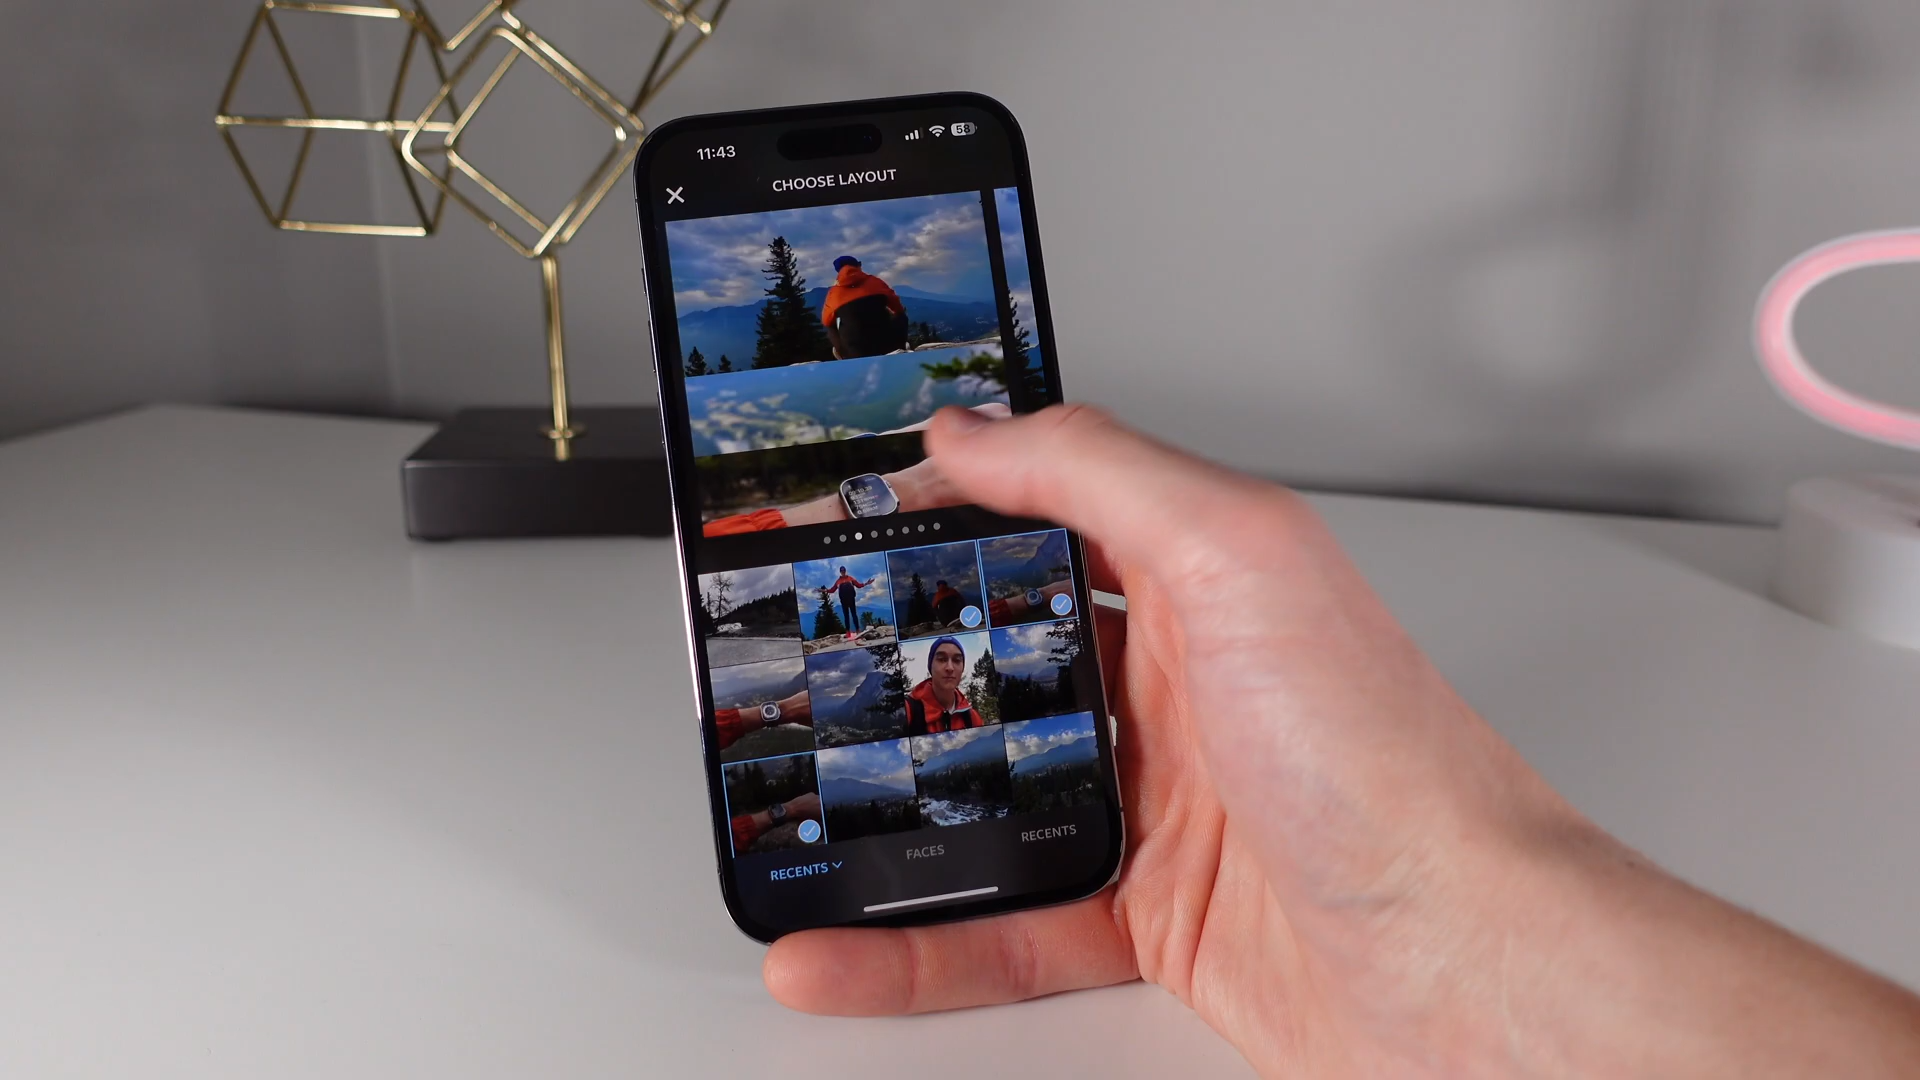 11:43
58
CHOOSE LAYOUT
RECENTS
FACES
RECENTS